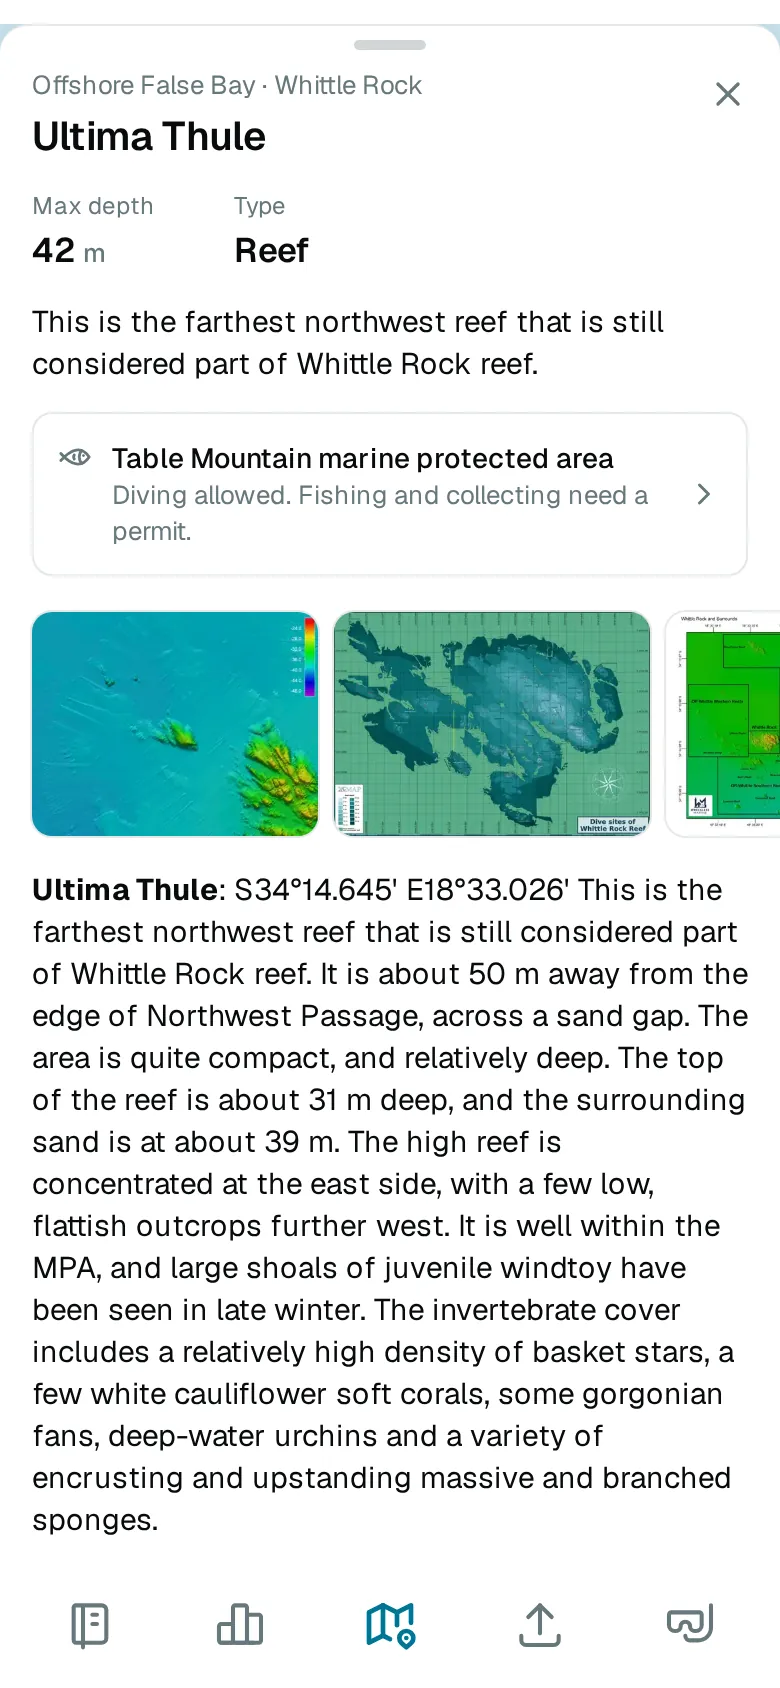 Offshore False Bay · Whittle Rock
Ultima Thule
Max depth
Type
42 m
Reef
This is the farthest northwest reef that is still
considered part of Whittle Rock reef.
Table Mountain marine protected area
Diving allowed. Fishing and collecting need a
permit.
Whittle Rock and Surrounds
Dive sites of
Whittle Rock Reef
Ultima Thule: S34°14.645' E18°33.026' This is the
farthest northwest reef that is still considered part
of Whittle Rock reef. It is about 50 m away from the
edge of Northwest Passage, across a sand gap. The
area is quite compact, and relatively deep. The top
of the reef is about 31 m deep, and the surrounding
sand is at about 39 m. The high reef is
concentrated at the east side, with a few low,
flattish outcrops further west. It is well within the
MPA, and large shoals of juvenile windtoy have
been seen in late winter. The invertebrate cover
includes a relatively high density of basket stars, a
few white cauliflower soft corals, some gorgonian
fans, deep-water urchins and a variety of
encrusting and upstanding massive and branched
sponges.